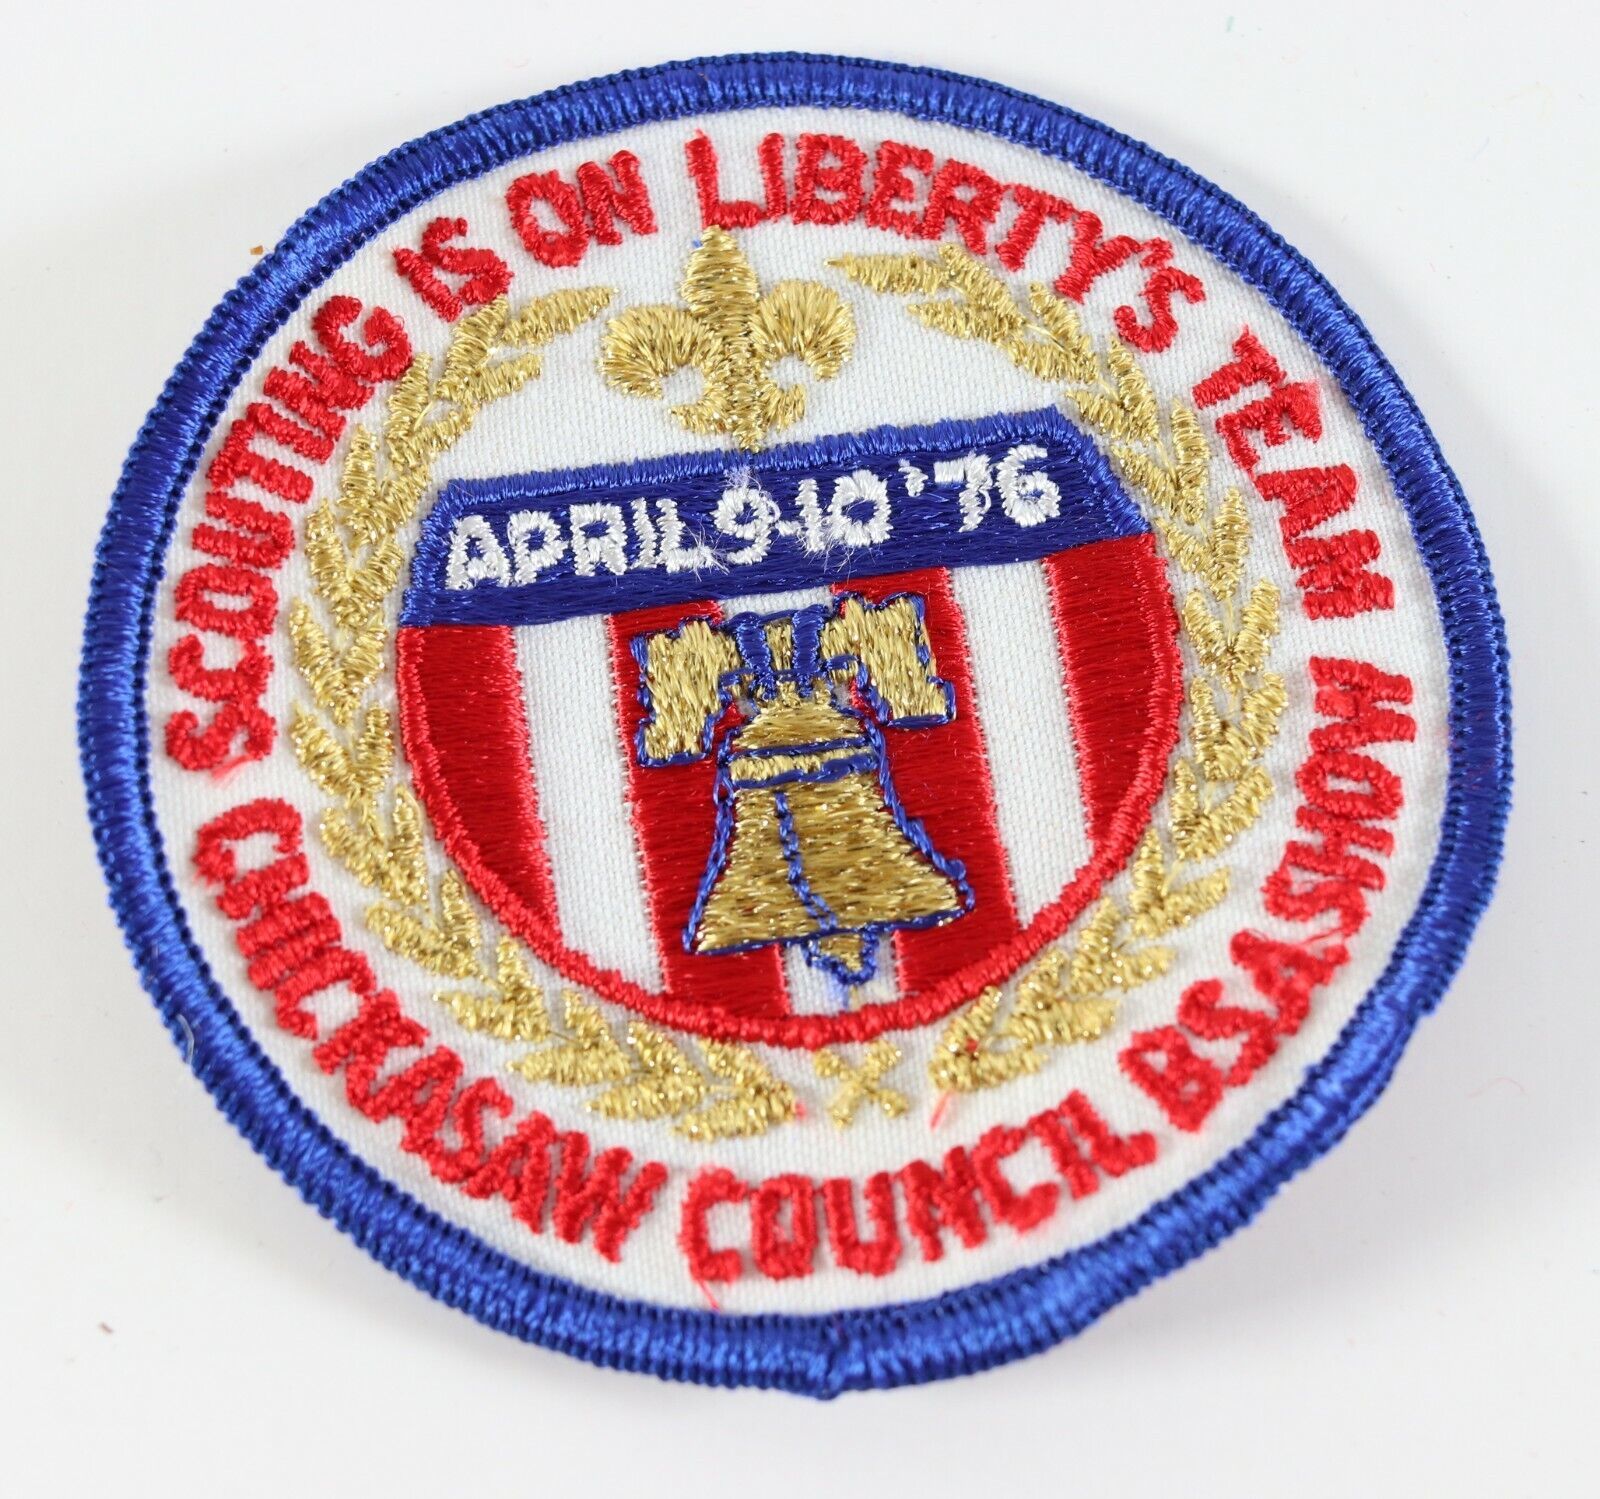 SCOUTING IS ON LIBERTY'S TEAM
APRIL 9-10 '76
CHICKASAW COUNCIL BSA SHOW